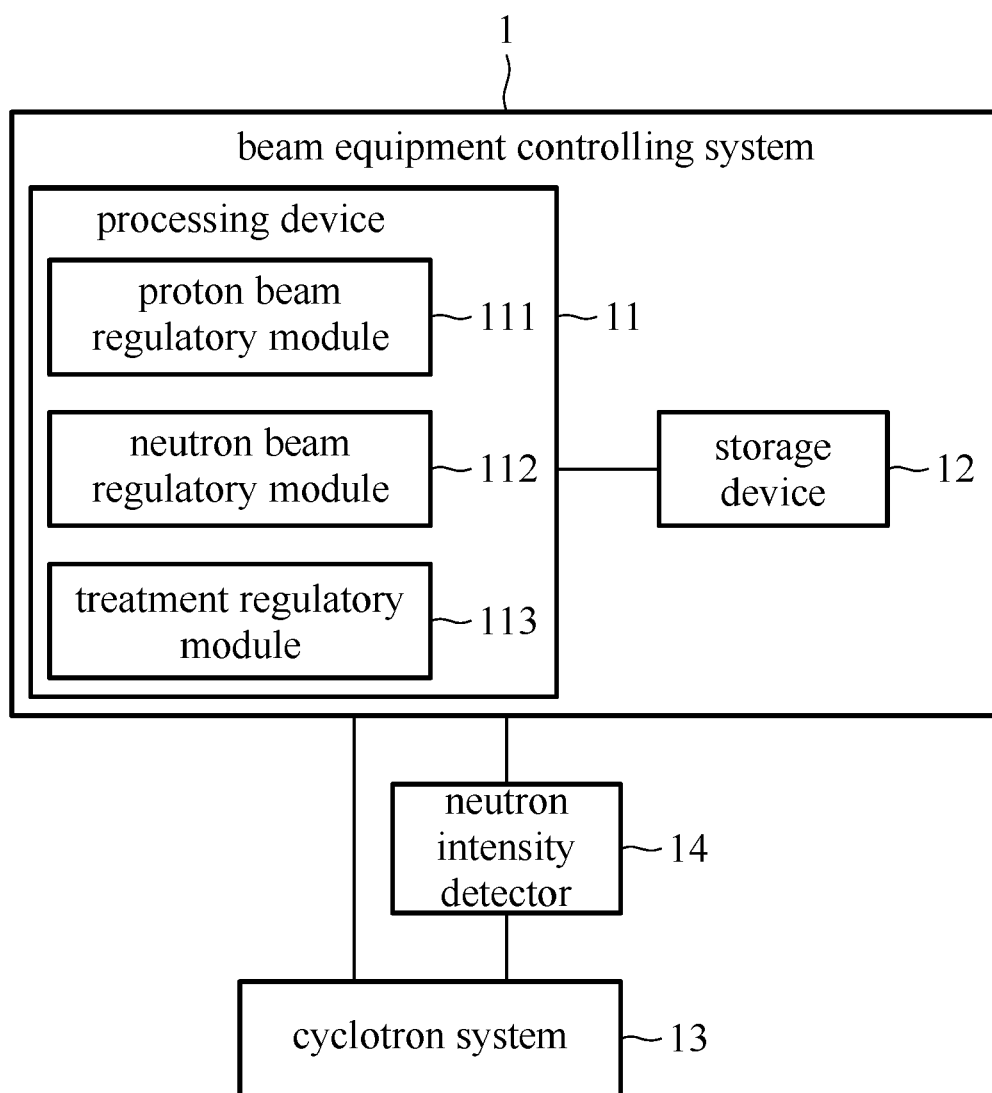 1
beam equipment controlling system
processing device
proton beam
regulatory module
111
11
neutron beam
regulatory module
112
storage
device
12
treatment regulatory
module
113
neutron
intensity
detector
14
cyclotron system
13